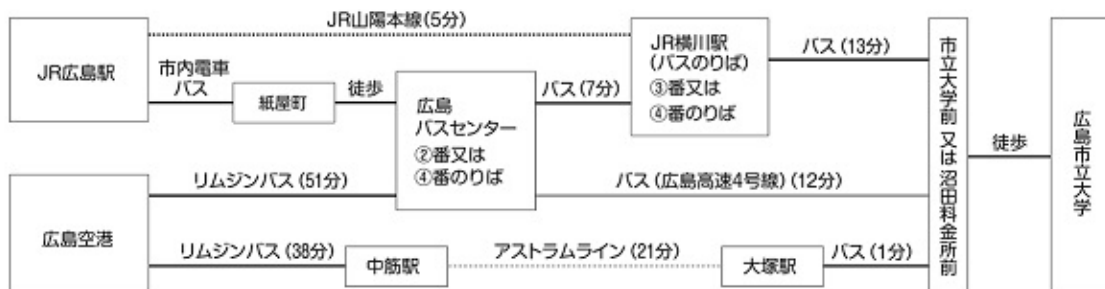 JR山陽本線(5分)
JR広島駅
市内電車
バス
紙屋町
徒歩
広島
バスセンター
②番又は
④番のりば
バス(7分)
JR横川駅
(バスのりば)
③番又は
④番のりば
バス(13分)
市立大学前 又は 沼田料金所前
徒歩
広島市立大学
広島空港
リムジンバス(51分)
バス(広島高速4号線)(12分)
リムジンバス(38分)
中筋駅
アストラムライン(21分)
大塚駅
バス(1分)